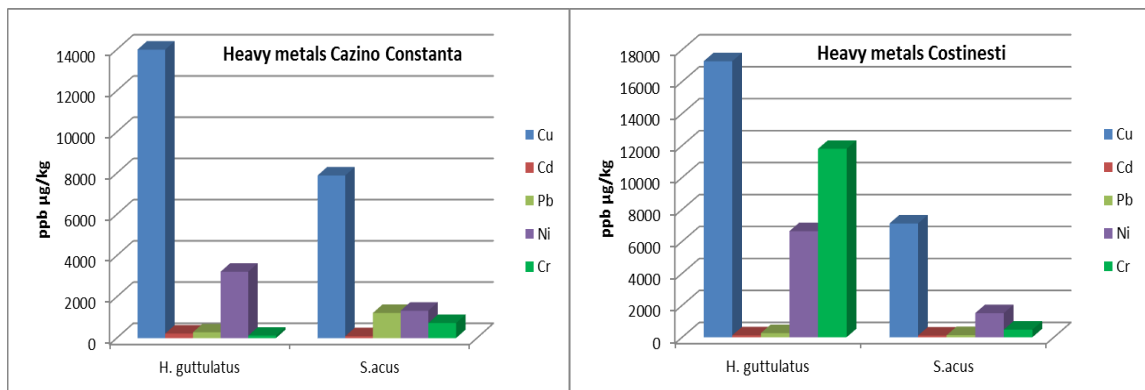 Heavy metals Cazino Constanta
ppb µg/kg
14000
12000
10000
8000
6000
4000
2000
0
H. guttulatus
S.acus
Cu
Cd
Pb
Ni
Cr
Heavy metals Costinesti
ppb µg/kg
18000
16000
14000
12000
10000
8000
6000
4000
2000
0
H. guttulatus
S.acus
Cu
Cd
Pb
Ni
Cr